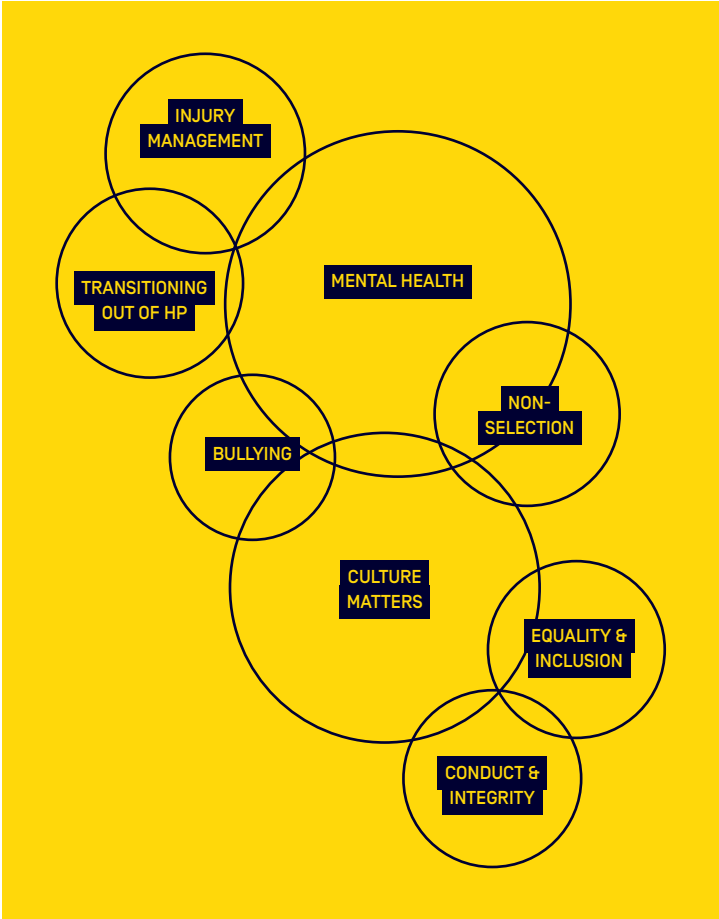 INJURY
MANAGEMENT
MENTAL HEALTH
TRANSITIONING
OUT OF HP
NON-
SELECTION
BULLYING
CULTURE
MATTERS
EQUALITY &
INCLUSION
CONDUCT &
INTEGRITY